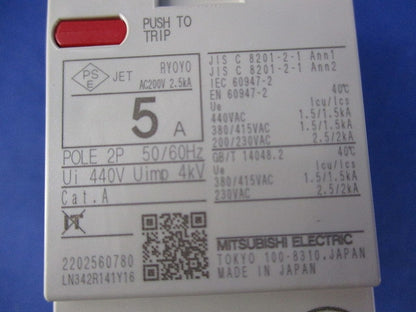 PUSH TO
TRIP
PS
E
JET
RYOYO
AC200V 2.5kA
5 A
POLE 2P 50/60Hz
Ui 440V Uimp 4kV
Cat.A
2202560780
LN342R141Y16
JIS C 8201-2-1 Ann1
JIS C 8201-2-1 Ann2
IEC 60947-2
EN 60947-2 40℃
Ue Icu/Ics
440VAC 1.5/1.5kA
380/415VAC 1.5/1.5kA
200/230VAC 2.5/2kA
GB/T 14048.2 40℃
Ue Icu/Ics
380/415VAC 1.5/1.5kA
230VAC 2.5/2kA
MITSUBISHI ELECTRIC
TOKYO 100-8310,JAPAN
MADE IN JAPAN